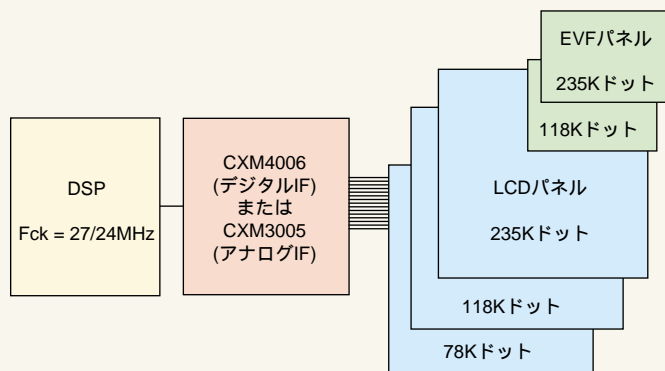 DSP
Fck = 27/24MHz
CXM4006
(デジタルIF)
または
CXM3005
(アナログIF)
EVFパネル
235Kドット
118Kドット
LCDパネル
235Kドット
118Kドット
78Kドット